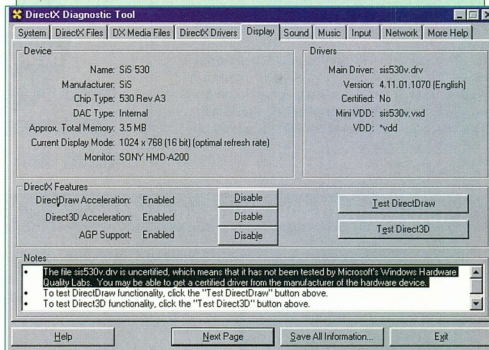 DirectX Diagnostic Tool
System DirectX Files DX Media Files DirectX Drivers Display Sound Music Input Network More Help
Device
Name: SiS 530
Manufacturer: SiS
Chip Type: 530 Rev A3
DAC Type: Internal
Approx. Total Memory: 3.5 MB
Current Display Mode: 1024 x 768 (16 bit) (optimal refresh rate)
Monitor: SONY HMD-A200
Drivers
Main Driver: sis530v.drv
Version: 4.11.01.1070 (English)
Certified: No
Mini VDD: sis530v.vxd
VDD: *vdd
DirectX Features
DirectDraw Acceleration: Enabled Disable
Direct3D Acceleration: Enabled Disable
AGP Support: Enabled Disable
Test DirectDraw
Test Direct3D
Notes
• The file sis530v.drv is uncertified, which means that it has not been tested by Microsoft's Windows Hardware
Quality Labs. You may be able to get a certified driver from the manufacturer of the hardware device.
• To test DirectDraw functionality, click the "Test DirectDraw" button above.
• To test Direct3D functionality, click the "Test Direct3D" button above.
Help Next Page Save All Information... Exit